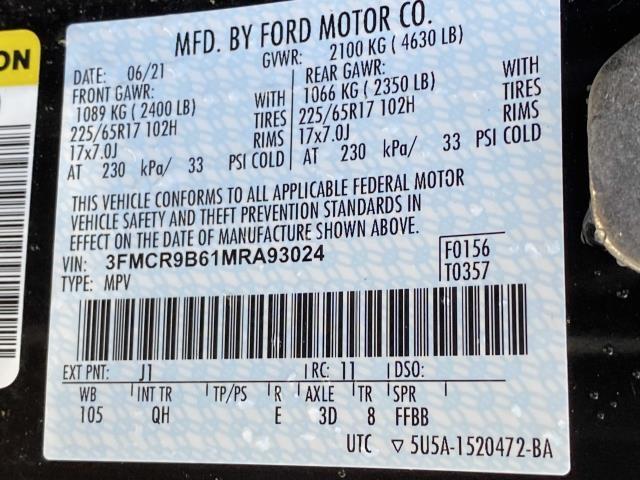 ON
MFD. BY FORD MOTOR CO.
DATE: 06/21 GVWR: 2100 KG ( 4630 LB)
FRONT GAWR: REAR GAWR:
1089 KG ( 2400 LB) WITH 1066 KG ( 2350 LB) WITH
225/65R17 102H TIRES 225/65R17 102H TIRES
17x7.0J RIMS 17x7.0J RIMS
AT 230 kPa/ 33 PSI COLD AT 230 kPa/ 33 PSI COLD
THIS VEHICLE CONFORMS TO ALL APPLICABLE FEDERAL MOTOR
VEHICLE SAFETY AND THEFT PREVENTION STANDARDS IN
EFFECT ON THE DATE OF MANUFACTURE SHOWN ABOVE.
VIN: 3FMCR9B61MRA93024 F0156
TYPE: MPV T0357
EXT PNT: J1 RC: 11 DSO:
WB INT TR TP/PS R AXLE TR SPR
105 QH E 3D 8 FFBB
UTC ▽ 5U5A-1520472-BA